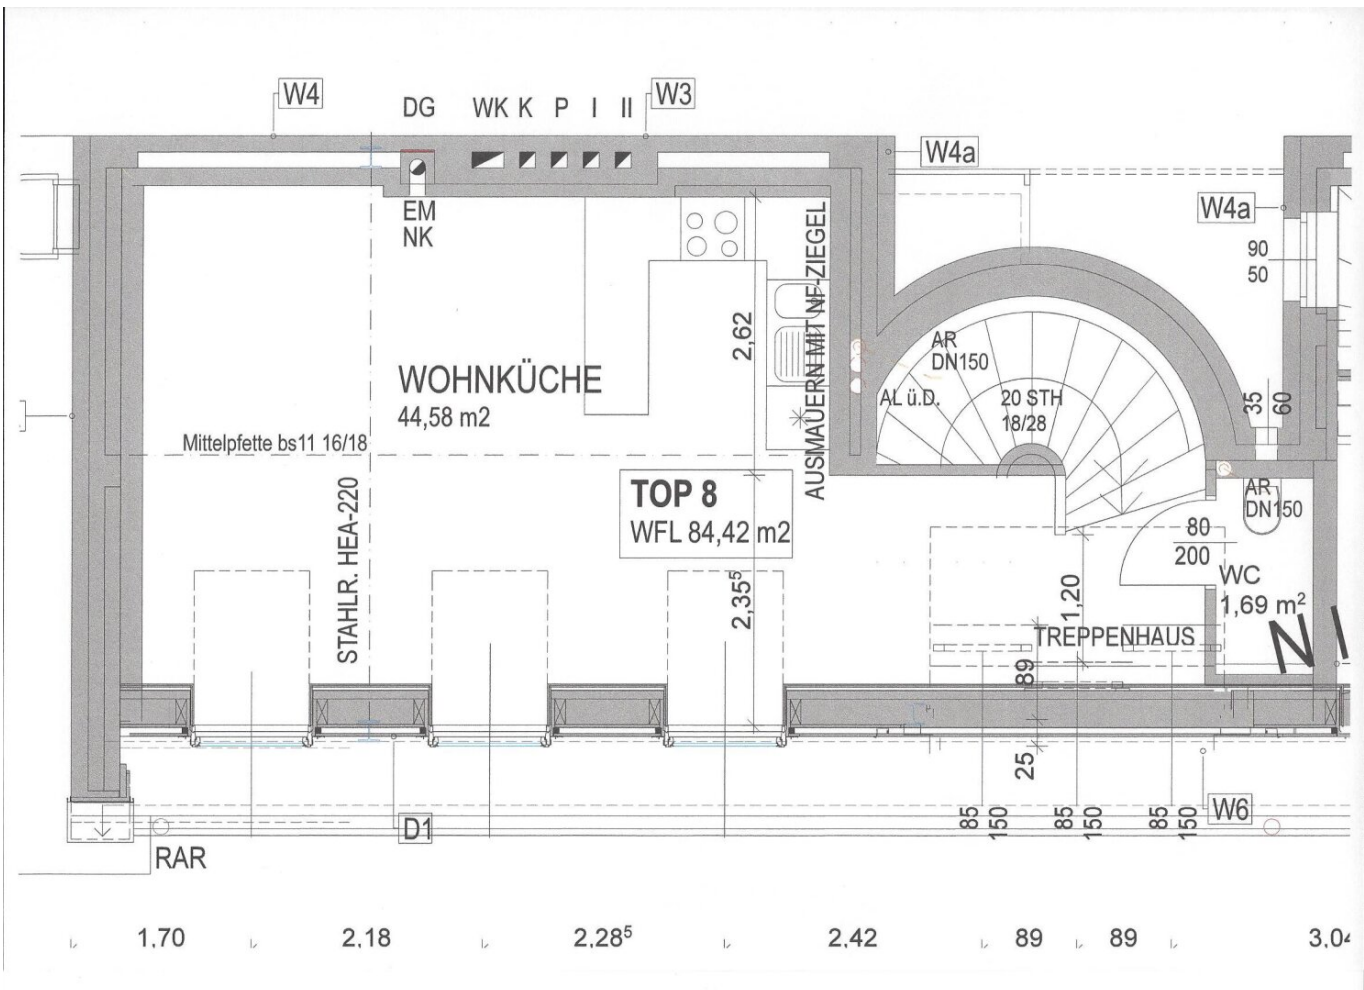 W4
DG
WK K P I II
W3
W4a
W4a
EM
NK
90
50
AUSMAUERN MIT NF-ZIEGEL
2,62
AR
DN150
WOHNKÜCHE
44,58 m2
AL ü.D.
20 STH
18/28
35
60
Mittelpfette bs11 16/18
STAHLR. HEA-220
TOP 8
WFL 84,42 m2
AR
DN150
80
200
WC
1,69 m²
2,35⁵
1,20
TREPPENHAUS
89
25
D1
85
150
85
150
85
150
W6
RAR
1,70
2,18
2,28⁵
2,42
89
89
3,04